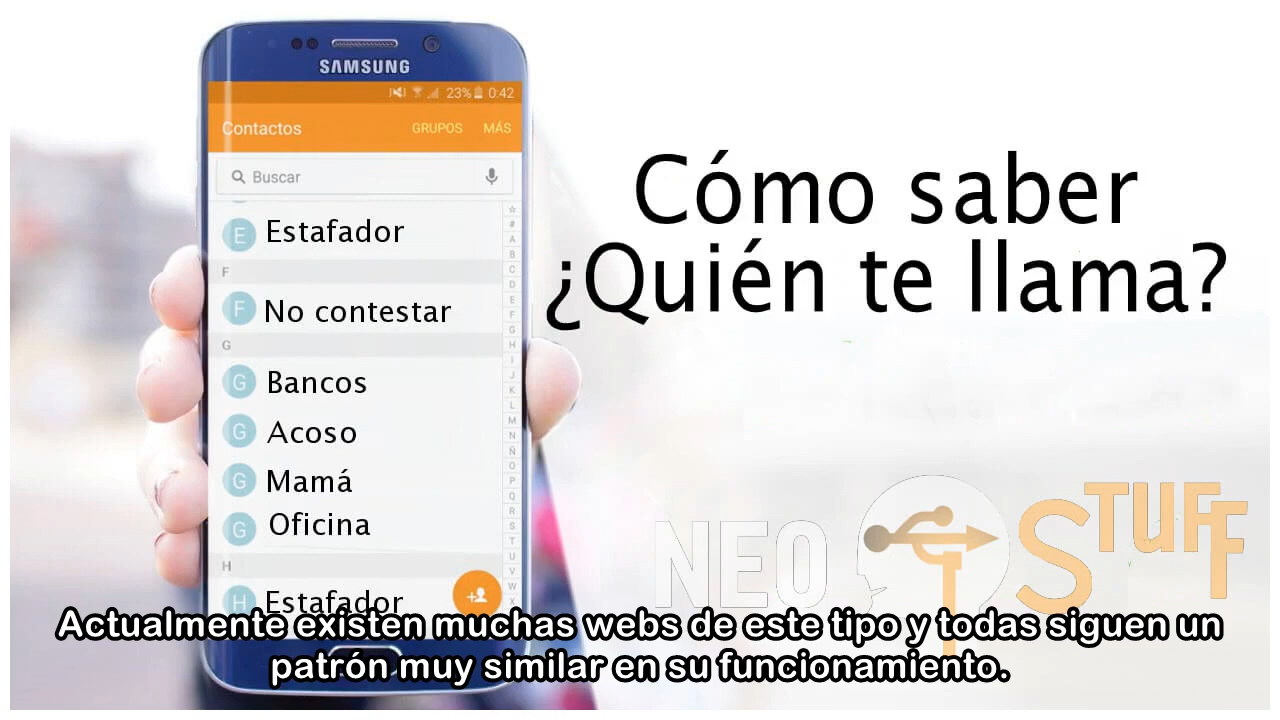 SAMSUNG
23% 0:42
Contactos GRUPOS MÁS
Buscar
E Estafador
F
F No contestar
G
G Bancos
G Acoso
G Mamá
G Oficina
H
H Estafador
#
A
B
C
D
E
F
G
H
I
J
K
L
M
N
Ñ
O
P
Q
R
S
T
U
V
W
X
Cómo saber
¿Quién te llama?
NEO STUFF
Actualmente existen muchas webs de este tipo y todas siguen un
patrón muy similar en su funcionamiento.